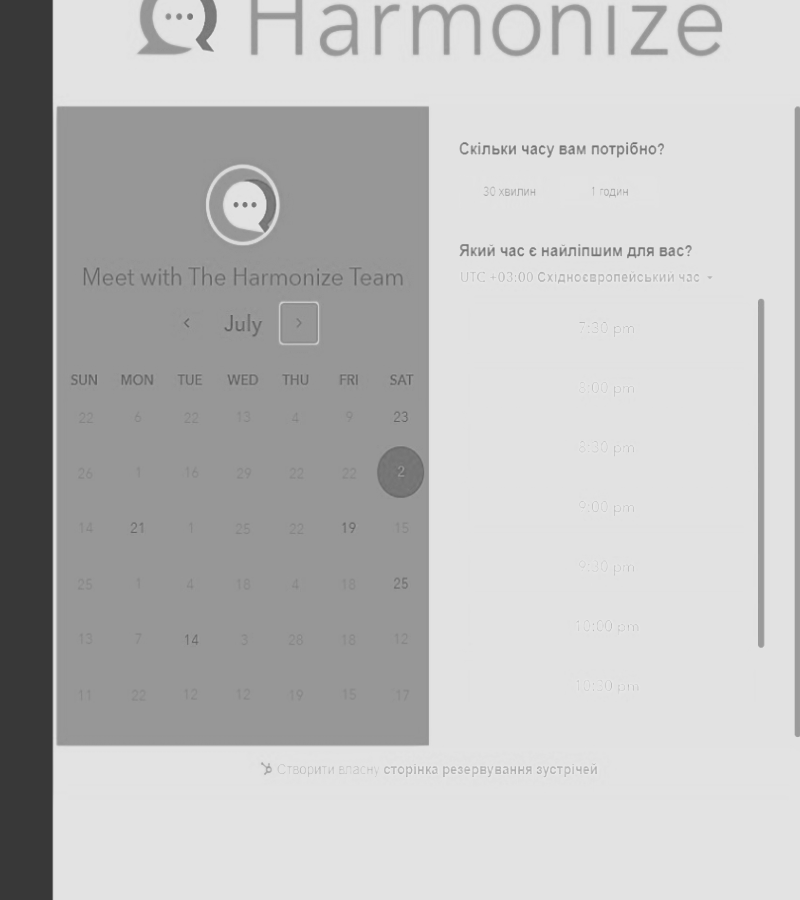 Harmonize
Meet with The Harmonize Team
July
SUN MON TUE WED THU FRI SAT
22 6 22 13 4 9 23
26 1 16 29 22 22 2
14 21 1 25 22 19 15
25 1 4 18 4 18 25
13 7 14 3 28 18 12
11 22 12 12 19 15 17
Скільки часу вам потрібно?
30 хвилин 1 годин
Який час є найліпшим для вас?
UTC +03:00 Східноєвропейський час
7:30 pm
8:00 pm
8:30 pm
9:00 pm
9:30 pm
10:00 pm
10:30 pm
Створити власну сторінка резервування зустрічей